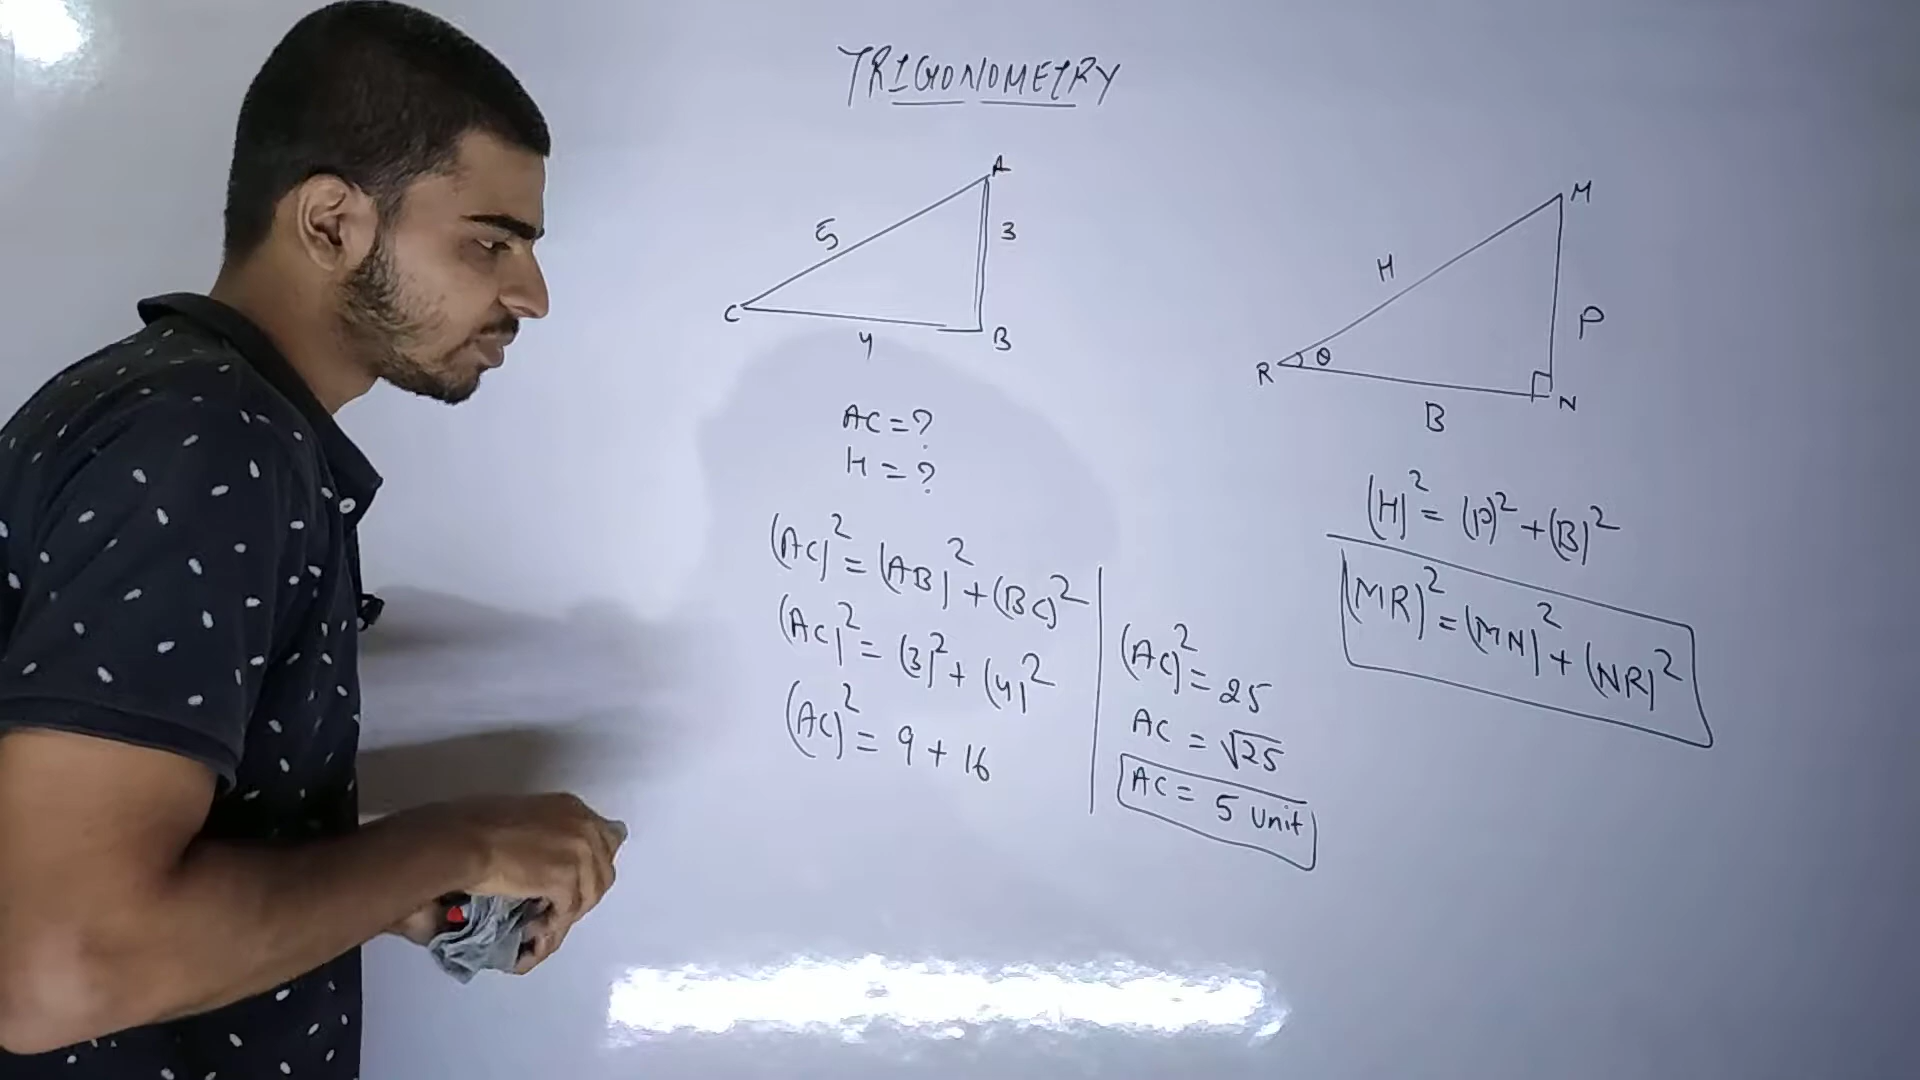 TRIGONOMETRY
A
5
3
C
4
B
AC = ?
H = ?
(AC)² = (AB)² + (BC)²
(AC)² = (3)² + (4)²
(AC)² = 9 + 16
(AC)² = 25
AC = √25
AC = 5 Unit
M
H
P
R
θ
B
N
(H)² = (P)² + (B)²
(MR)² = (MN)² + (NR)²